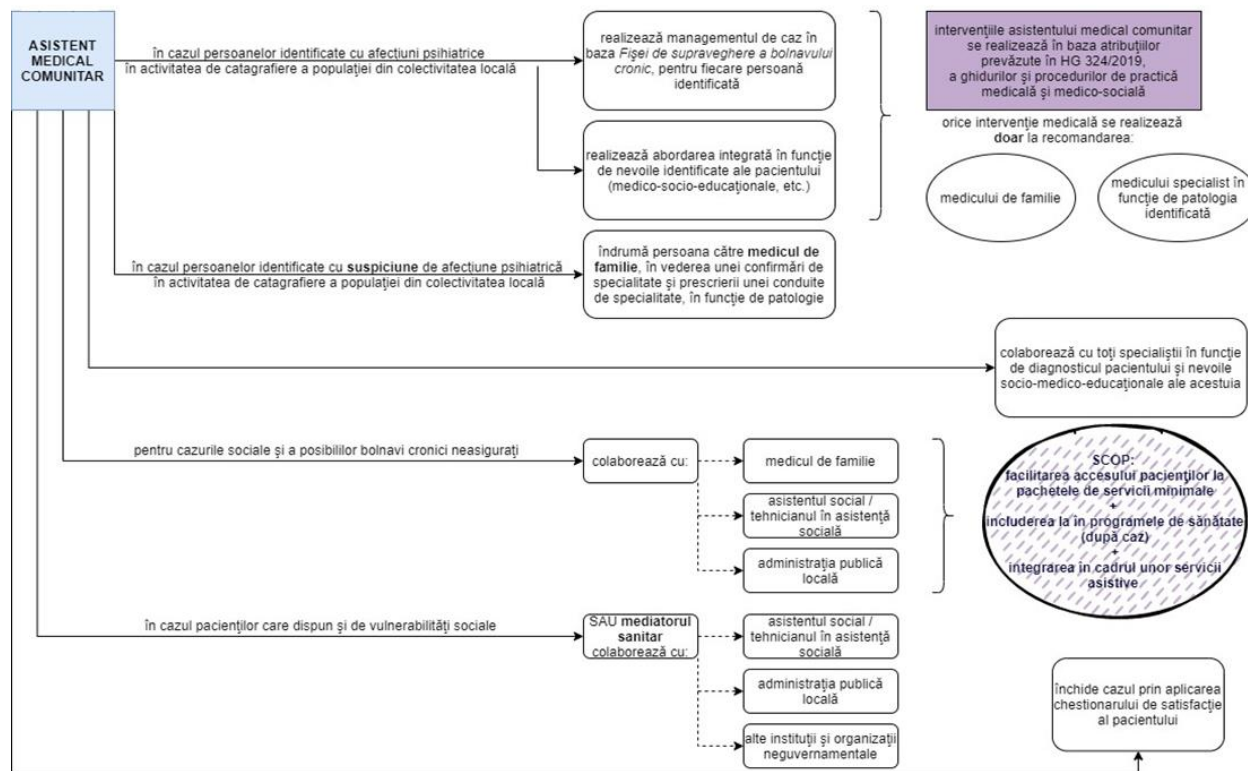 ASISTENT
MEDICAL
COMUNITAR
în cazul persoanelor identificate cu afecțiuni psihiatrice
în activitatea de catagrafiere a populației din colectivitatea locală
realizează managementul de caz în
baza Fișei de supraveghere a bolnavului
cronic, pentru fiecare persoană
identificată
realizează abordarea integrată în funcție
de nevoile identificate ale pacientului
(medico-socio-educaționale, etc.)
intervențiile asistentului medical comunitar
se realizează în baza atribuțiilor
prevăzute în HG 324/2019,
a ghidurilor și procedurilor de practică
medicală și medico-socială
orice intervenție medicală se realizează
doar la recomandarea:
medicului de familie
medicului specialist în
funcție de patologia
identificată
în cazul persoanelor identificate cu suspiciune de afecțiune psihiatrică
în activitatea de catagrafiere a populației din colectivitatea locală
îndrumă persoana către medicul de
familie, în vederea unei confirmări de
specialitate și prescrierii unei conduite
de specialitate, în funcție de patologie
colaborează cu toți specialiștii în funcție
de diagnosticul pacientului și nevoile
socio-medico-educaționale ale acestuia
pentru cazurile sociale și a posibililor bolnavi cronici neasigurați
colaborează cu:
medicul de familie
asistentul social /
tehnicianul în asistență
socială
administrația publică
locală
SCOP:
facilitarea accesului pacienților la
pachetele de servicii minimale
+
includerea la în programele de sănătate
(după caz)
+
integrarea în cadrul unor servicii
asistive
în cazul pacienților care dispun și de vulnerabilități sociale
SAU mediatorul
sanitar
colaborează cu:
asistentul social /
tehnicianul în asistență
socială
administrația publică
locală
alte instituții și organizații
neguvernamentale
închide cazul prin aplicarea
chestionarului de satisfacție
al pacientului